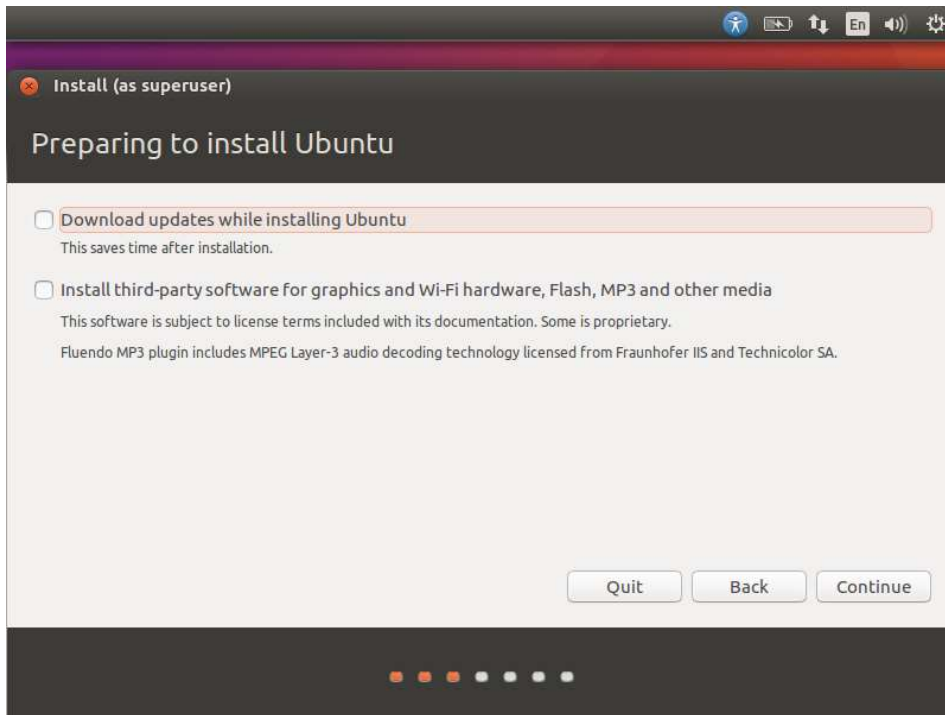 En
Install (as superuser)
Preparing to install Ubuntu
Download updates while installing Ubuntu
This saves time after installation.
Install third-party software for graphics and Wi-Fi hardware, Flash, MP3 and other media
This software is subject to license terms included with its documentation. Some is proprietary.
Fluendo MP3 plugin includes MPEG Layer-3 audio decoding technology licensed from Fraunhofer IIS and Technicolor SA.
Quit Back Continue